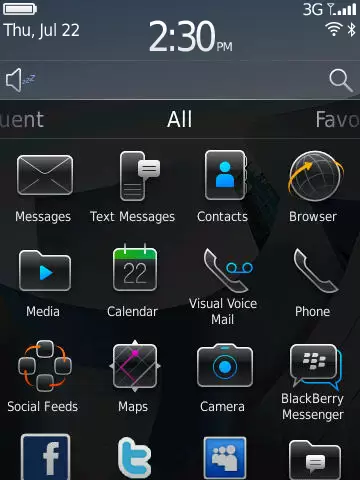 3G
Thu, Jul 22
2:30PM
zzz
uent All Favo
Messages Text Messages Contacts Browser
22
Media Calendar Visual Voice Mail Phone
Social Feeds Maps Camera BlackBerry Messenger
f t